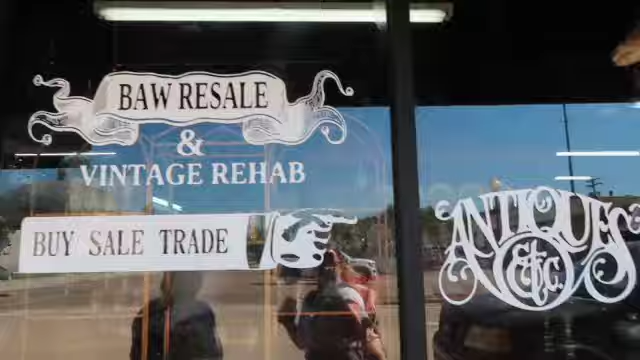 BAW RESALE
&
VINTAGE REHAB
BUY SALE TRADE
ANTIQUES
Etc.